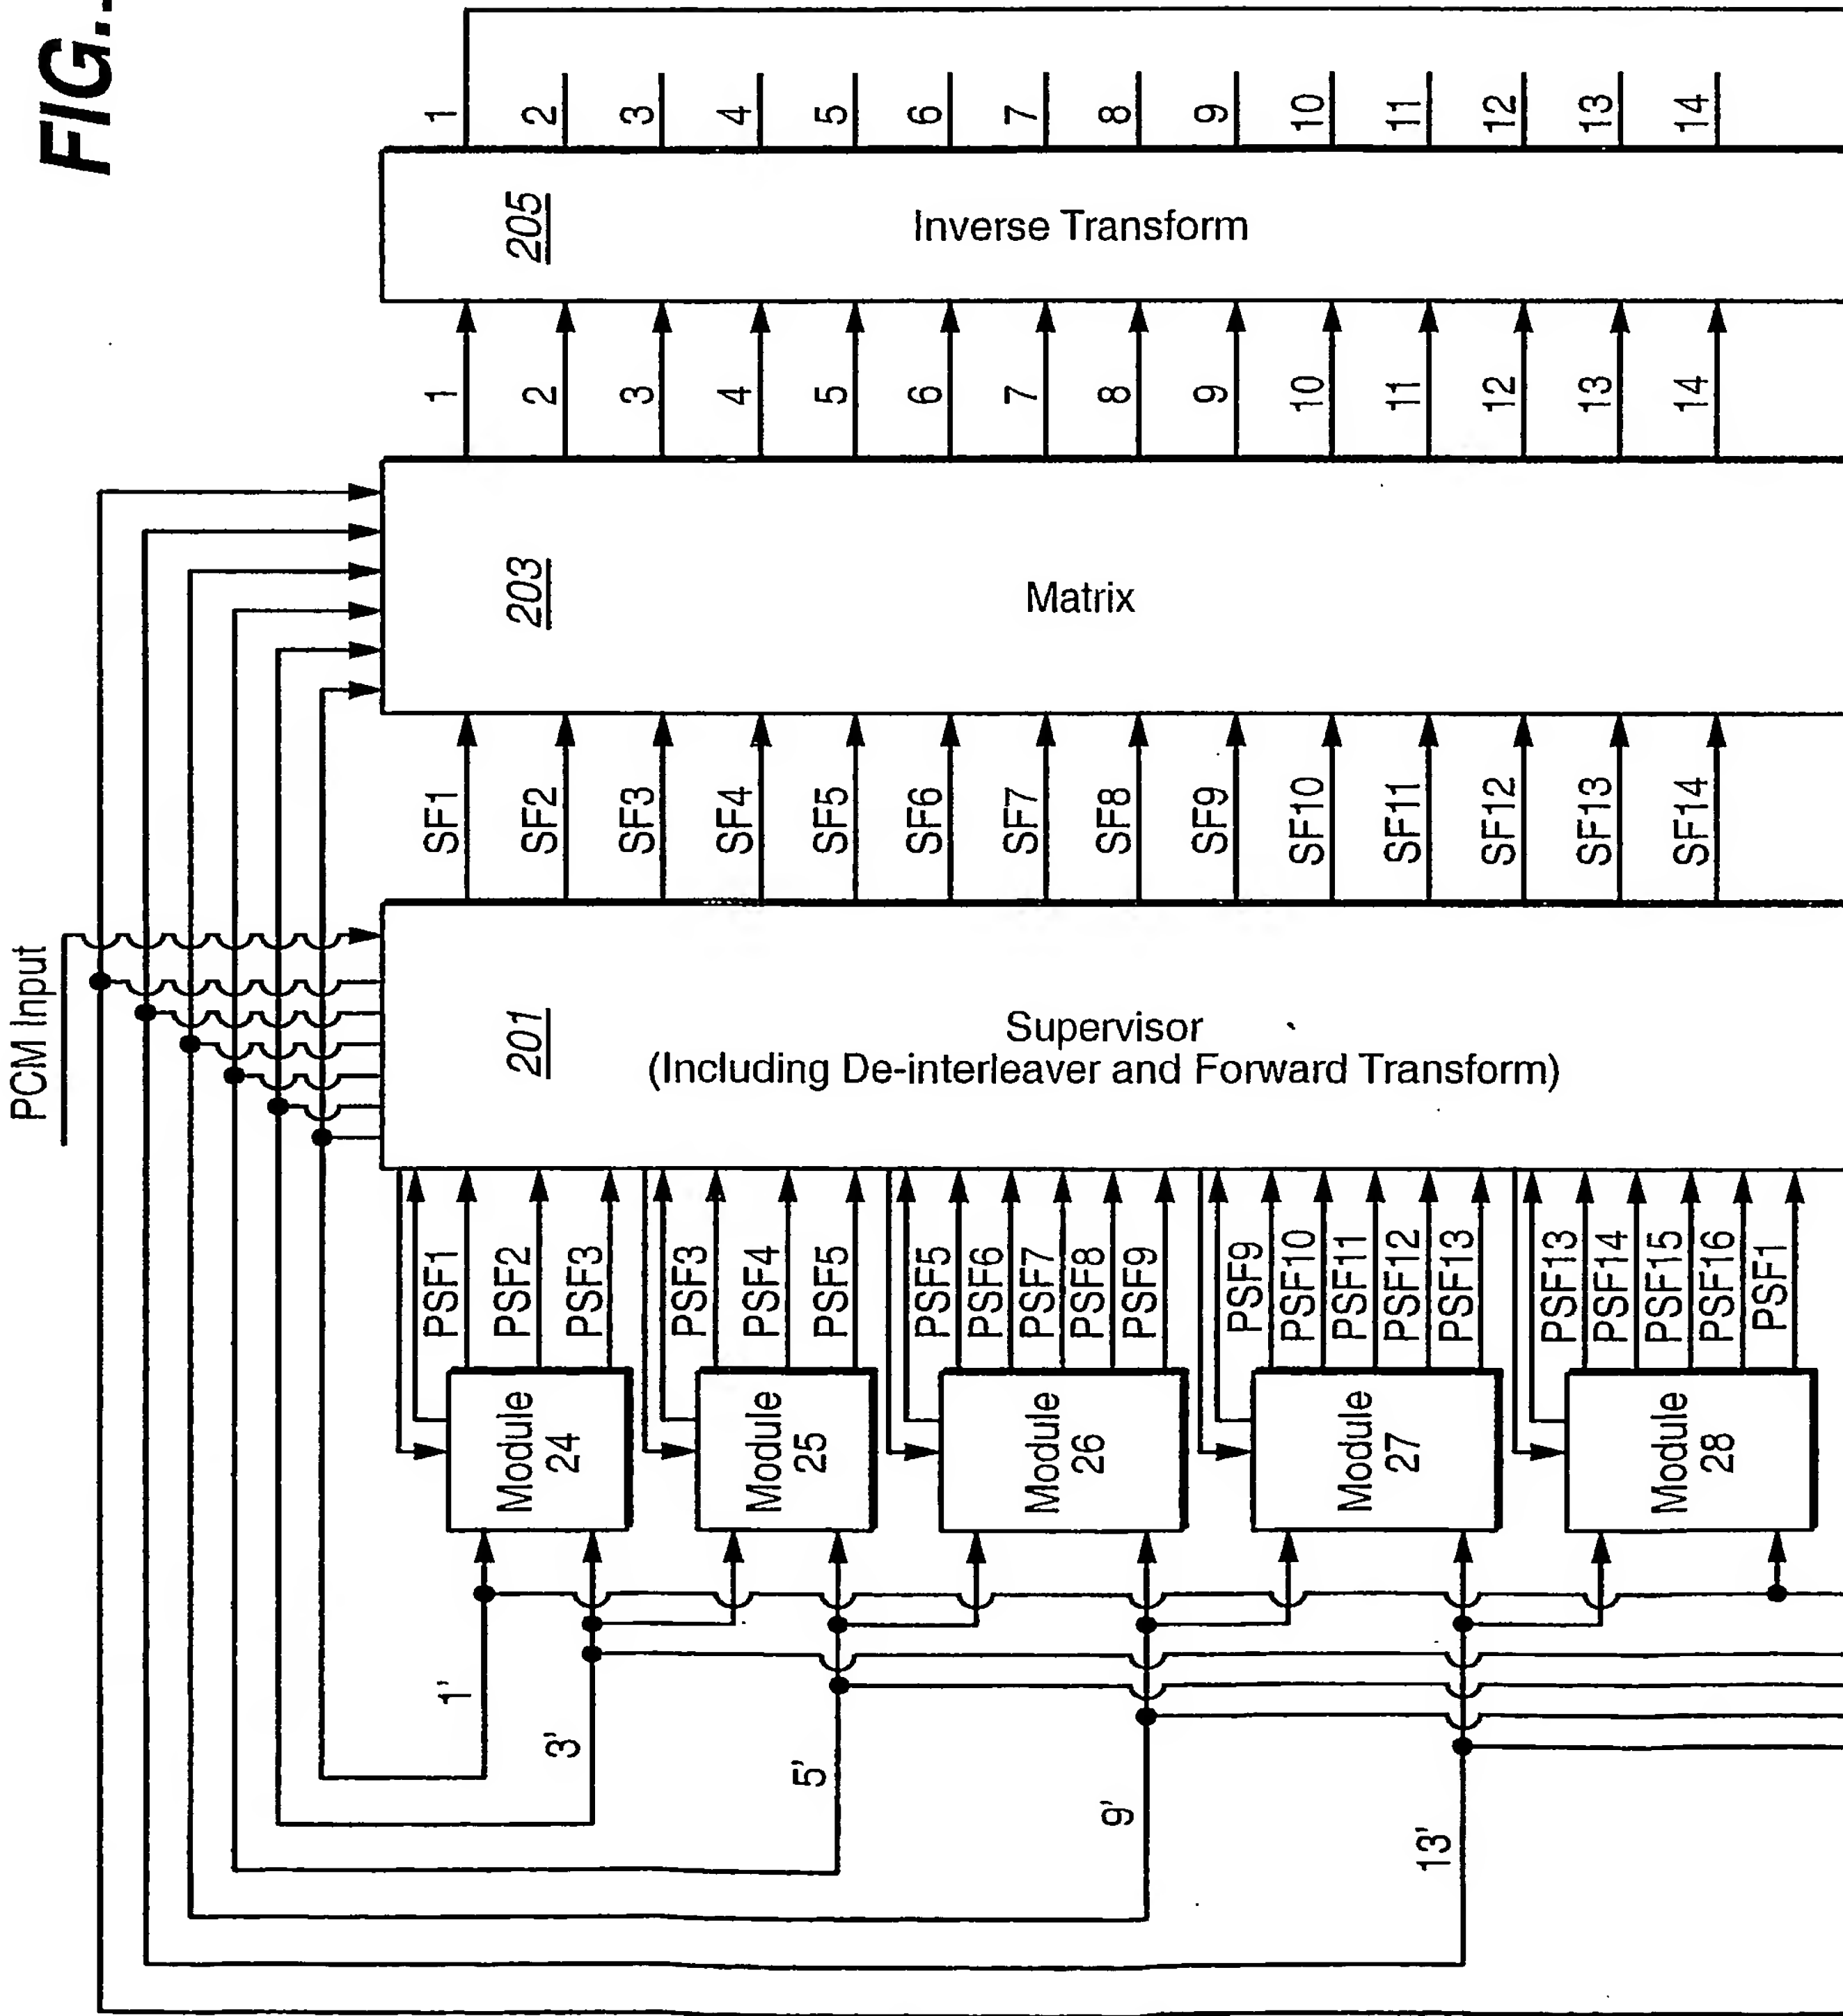 FIG.
PCM Input
1
2
3
4
5
6
7
8
9
10
11
12
13
14
205
Inverse Transform
1
2
3
4
5
6
7
8
9
10
11
12
13
14
203
Matrix
SF1
SF2
SF3
SF4
SF5
SF6
SF7
SF8
SF9
SF10
SF11
SF12
SF13
SF14
201
Supervisor
(Including De-interleaver and Forward Transform)
PSF1
PSF2
PSF3
PSF3
PSF4
PSF5
PSF5
PSF6
PSF7
PSF8
PSF9
PSF9
PSF10
PSF11
PSF12
PSF13
PSF13
PSF14
PSF15
PSF16
PSF1
Module
24
Module
25
Module
26
Module
27
Module
28
1'
3'
5'
9'
13'